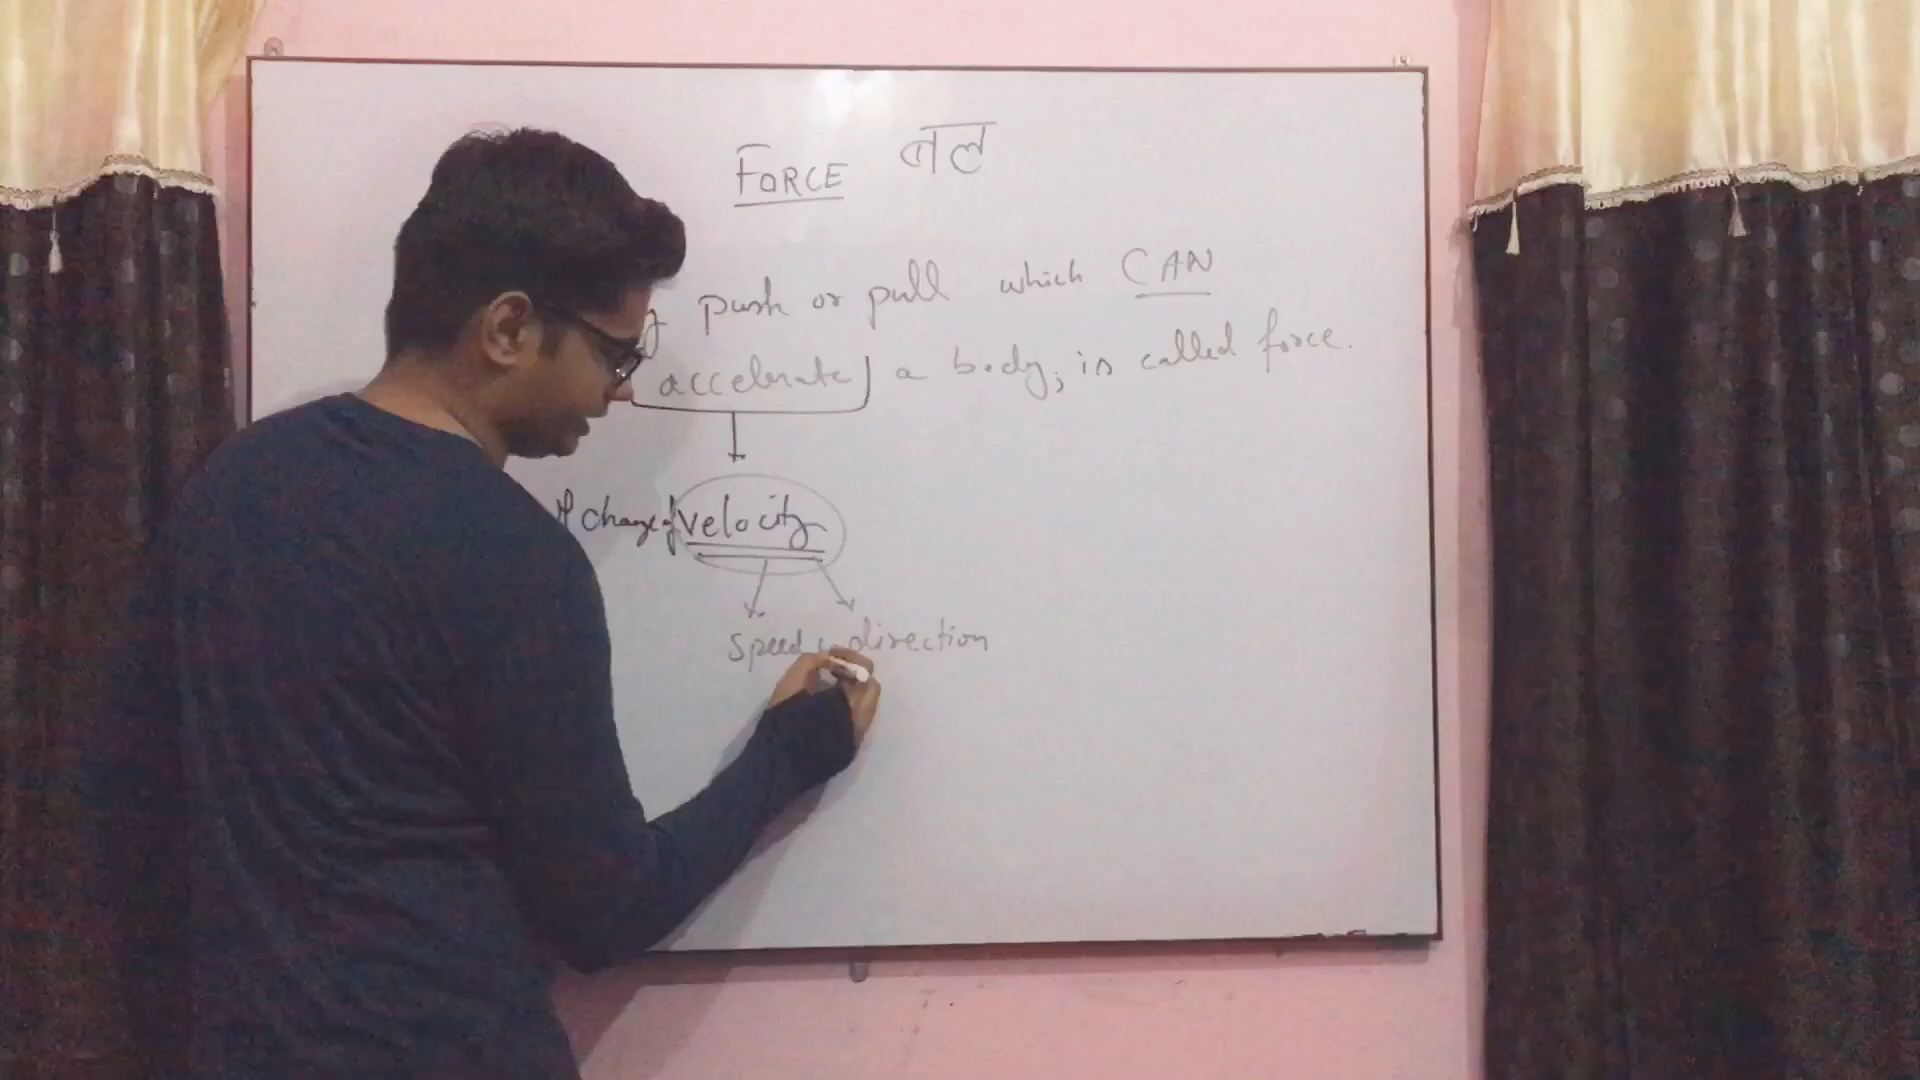 FORCE बल
push or pull which CAN
accelerate a body, is called force.
change of velocity
speed direction